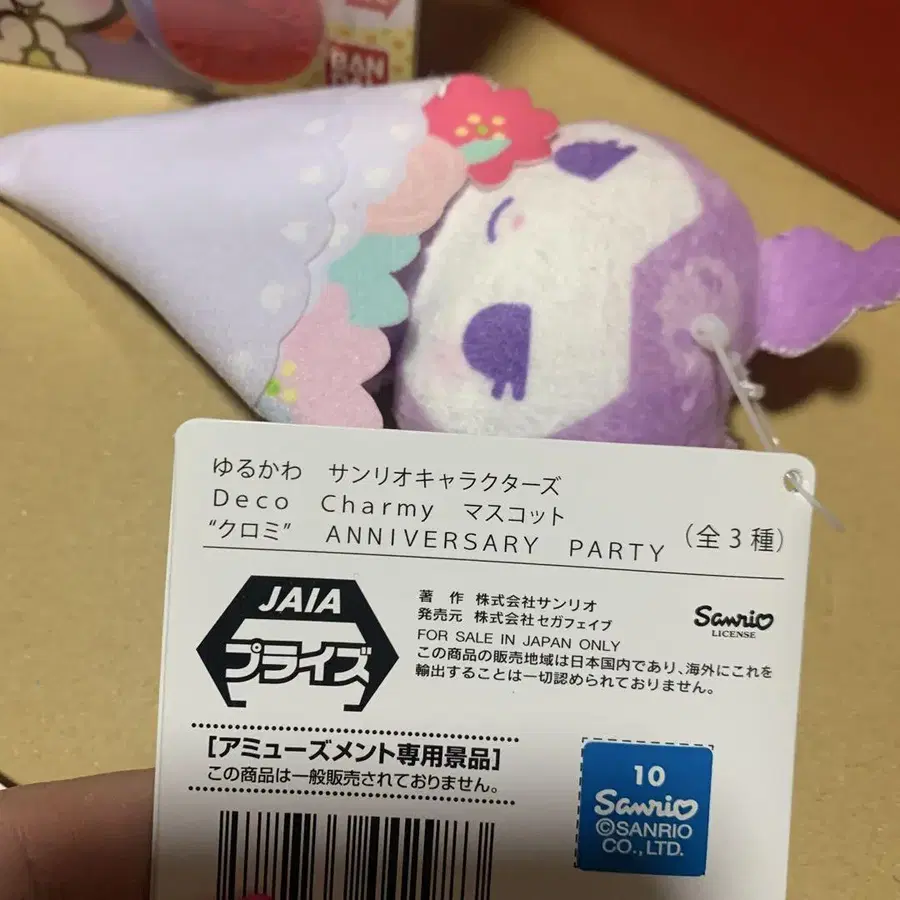 BAN
DAI
ゆるかわ サンリオキャラクターズ
Deco Charmy マスコット
“クロミ” ANNIVERSARY PARTY
（全3種）
JAIA
プライズ
著 作 株式会社サンリオ
発売元 株式会社セガフェイブ
FOR SALE IN JAPAN ONLY
この商品の販売地域は日本国内であり、海外にこれを
輸出することは一切認められておりません。
Sanrio
LICENSE
[アミューズメント専用景品]
この商品は一般販売されておりません。
10
Sanrio
©SANRIO
CO.,LTD.